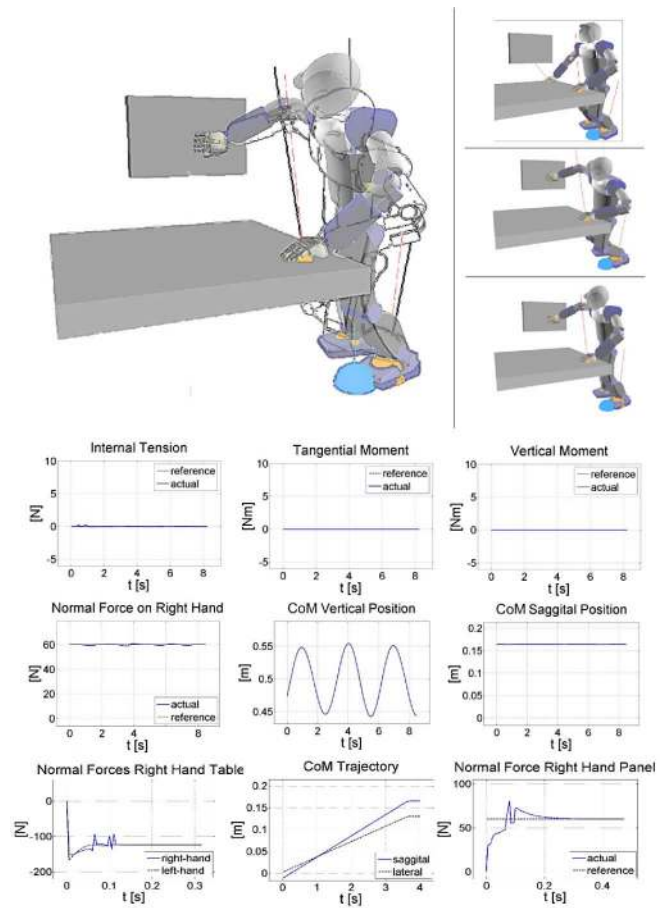 Internal Tension
10
5
0
-5
[N]
reference
actual
0 2 4 6 8
t [s]
Tangential Moment
10
5
0
-5
[Nm]
reference
actual
0 2 4 6 8
t [s]
Vertical Moment
10
5
0
-5
[Nm]
reference
actual
0 2 4 6 8
t [s]
Normal Force on Right Hand
80
60
40
20
0
[N]
actual
reference
0 2 4 6 8
t [s]
CoM Vertical Position
0.55
0.5
0.45
[m]
0 2 4 6 8
t [s]
CoM Saggital Position
0.2
0.15
0.1
0.05
0
[m]
0 2 4 6 8
t [s]
Normal Forces Right Hand Table
0
-100
-200
[N]
right-hand
left-hand
0 0.1 0.2 0.3
t [s]
CoM Trajectory
0.2
0.15
0.1
0.05
0
[m]
saggital
lateral
0 1 2 3 4
t [s]
Normal Force Right Hand Panel
100
50
0
[N]
actual
reference
0 0.2 0.4
t [s]